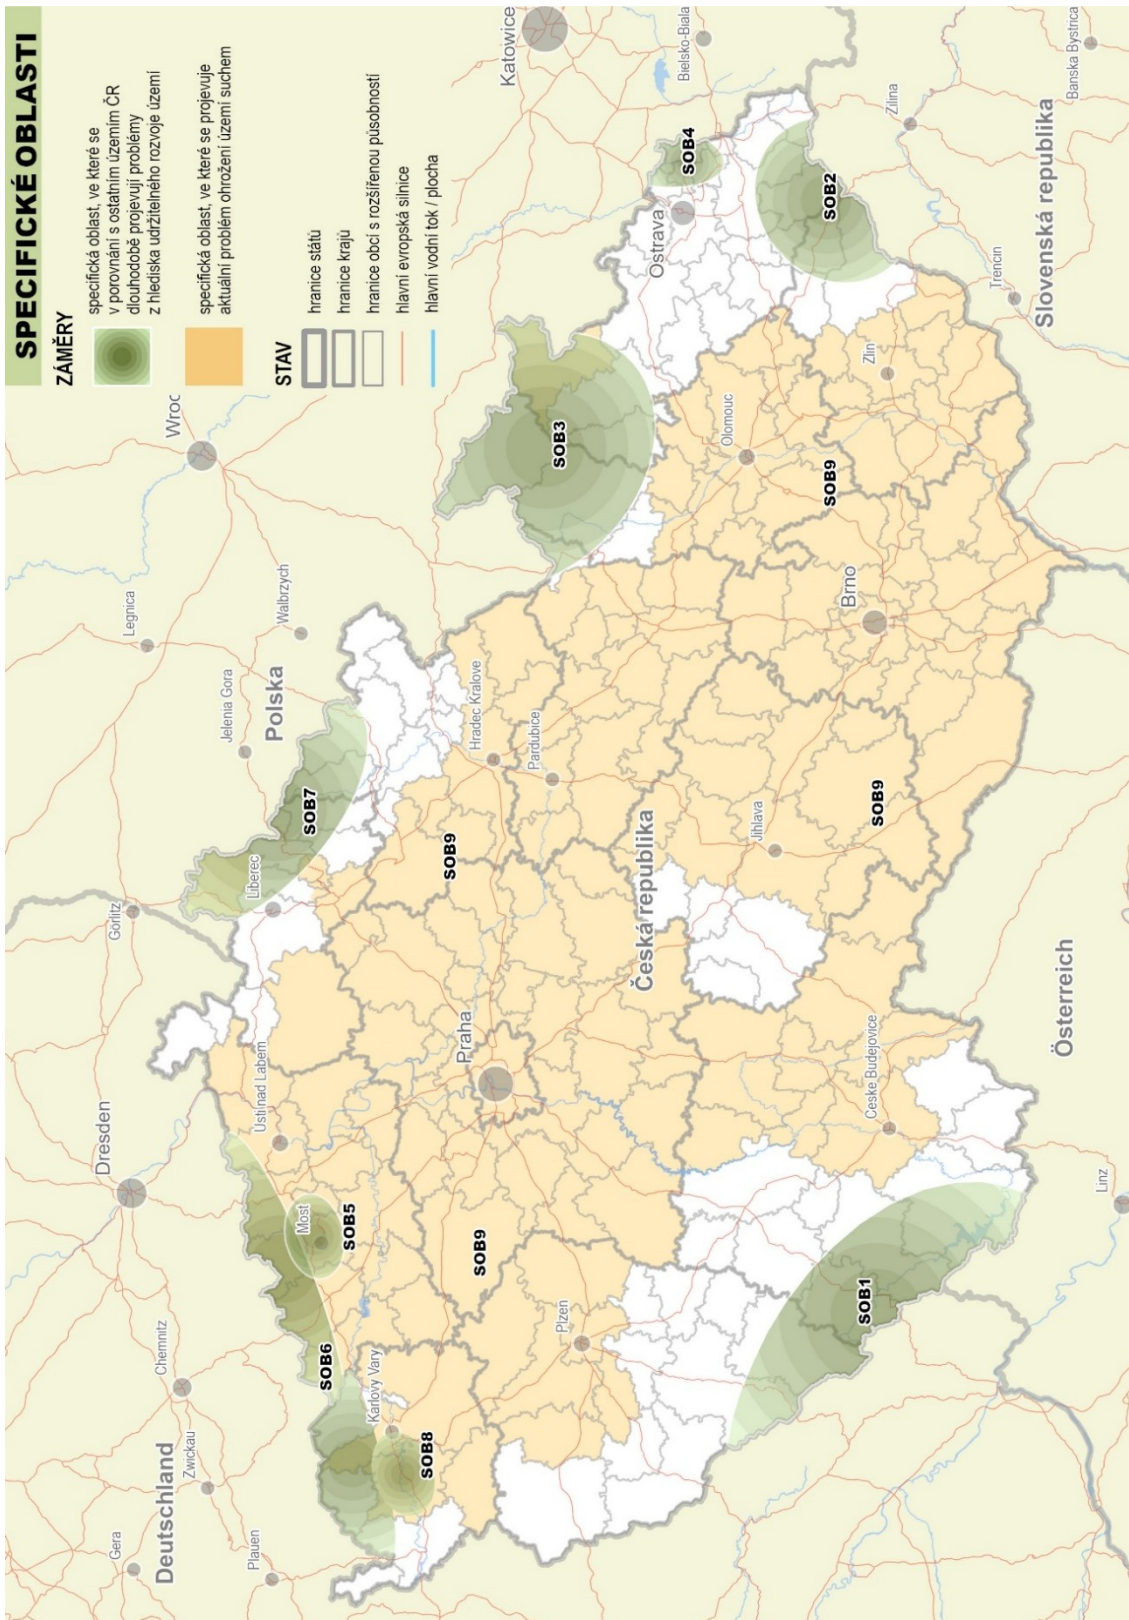 SPECIFICKÉ OBLASTI
ZÁMĚRY
specifická oblast, ve které se
v porovnání s ostatním územím ČR
dlouhodobě projevují problémy
z hlediska udržitelného rozvoje území
specifická oblast, ve které se projevuje
aktuální problém ohrožení území suchem
STAV
hranice států
hranice krajů
hranice obcí s rozšířenou působností
hlavní evropská silnice
hlavní vodní tok / plocha
Katowice
Bielsko-Biala
Banska Bystrica
Zilina
Slovenská republika
Trencin
SOB4
Ostrava
SOB2
Zlin
Wroc
SOB3
Olomouc
SOB9
Brno
Legnica
Walbrzych
Jelenia Gora
Polska
Hradec Kralove
Pardubice
SOB7
Liberec
SOB9
Görlitz
Česká republika
Jihlava
SOB9
Österreich
Praha
Usti nad Labem
Dresden
Ceske Budejovice
Linz
Most
SOB5
SOB9
SOB6
SOB1
Plzen
Chemnitz
Karlovy Vary
SOB8
Zwickau
Deutschland
Gera
Plauen